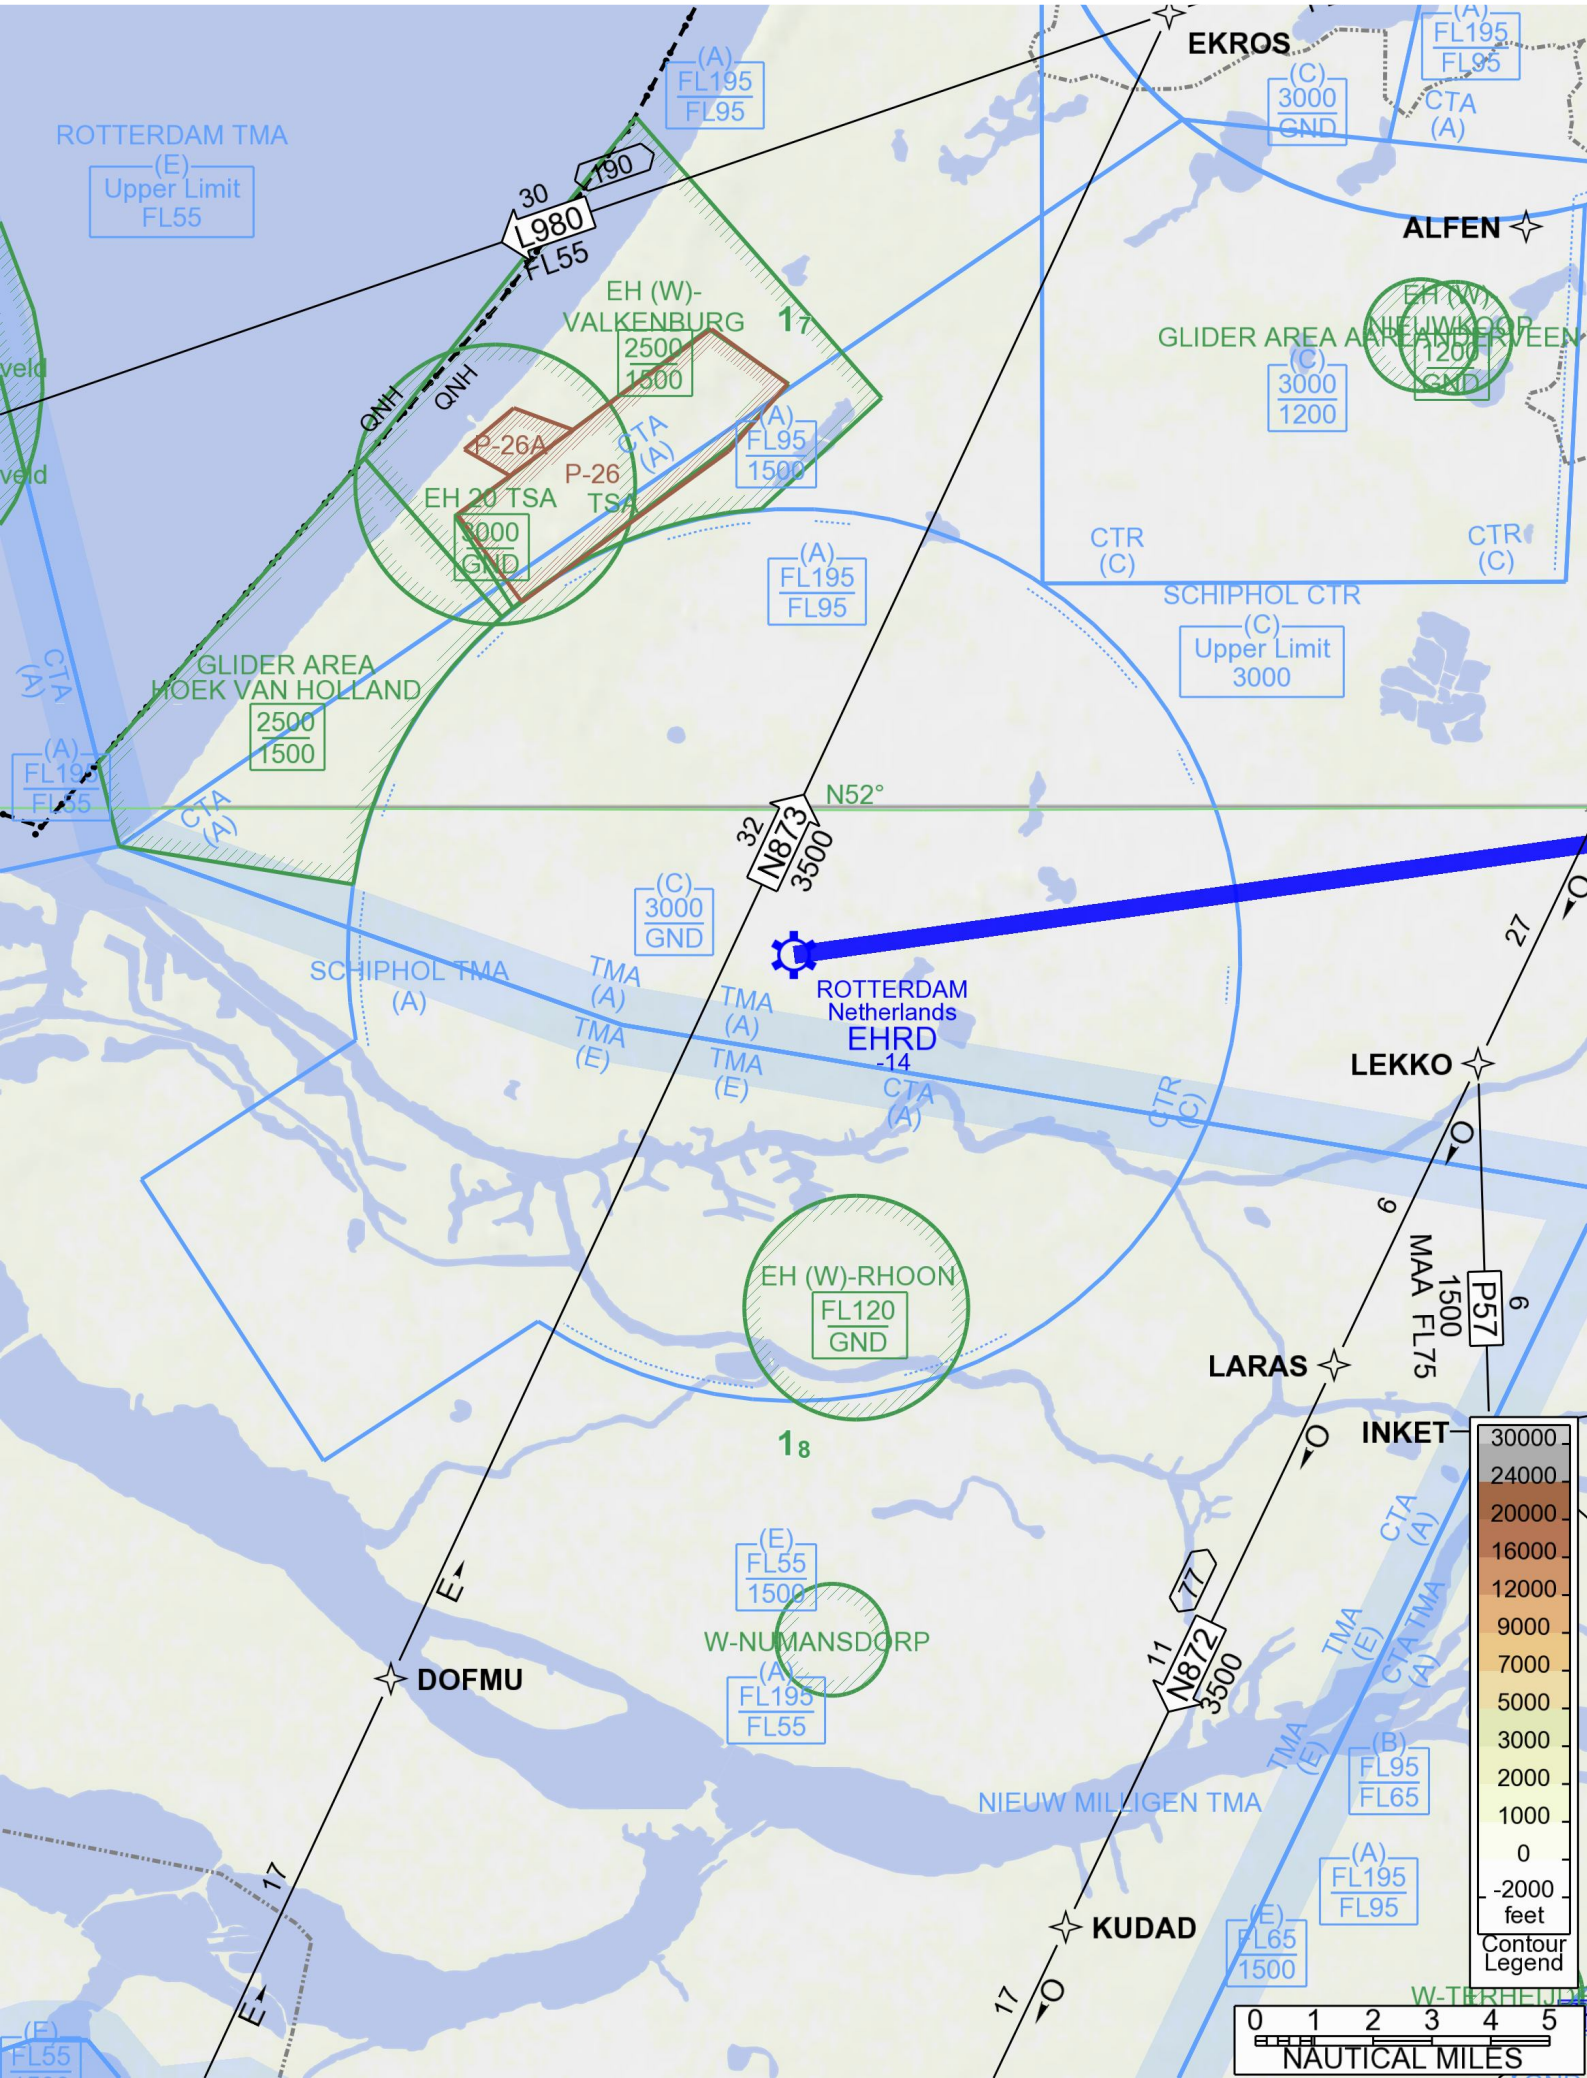 EKROS
(A)
FL195
FL95
(A)
FL195
FL95
(C)
3000
GND
CTA
(A)
ROTTERDAM TMA
(E)
Upper Limit
FL55
190
30
L980
FL55
ALFEN
EH (W)-
VALKENBURG
2500
1500
17
EH (W)-
NIEUWKOOP
GLIDER AREA AARLANDERVEEN
1200
GND
(C)
3000
1200
veld
veld
QNH
QNH
CTA
(A)
(A)
FL95
1500
P-26A
P-26
EH 20 TSA
TSA
3000
GND
CTR
(C)
CTR
(C)
(A)
FL195
FL95
SCHIPHOL CTR
(C)
Upper Limit
3000
CTA
(A)
GLIDER AREA
HOEK VAN HOLLAND
2500
1500
(A)
FL195
FL55
CTA
(A)
N52°
32
N873
3500
(C)
3000
GND
O
27
SCHIPHOL TMA
(A)
TMA
(A)
TMA
(A)
TMA
(E)
TMA
(E)
ROTTERDAM
Netherlands
EHRD
-14
CTA
(A)
CTR
(C)
LEKKO
O
6
MAA FL75
1500
P57
6
EH (W)-RHOON
FL120
GND
LARAS
O
INKET
18
30000
24000
20000
16000
12000
9000
7000
5000
3000
2000
1000
0
-2000
feet
Contour
Legend
CTA
(A)
(E)
FL55
1500
E
77
W-NUMANSDORP
(A)
FL195
FL55
DOFMU
11
N872
3500
TMA
(E)
CTA TMA
(A)
TMA
(E)
(B)
FL95
FL65
NIEUW MILLIGEN TMA
17
(A)
FL195
FL95
KUDAD
(E)
FL65
1500
E
17
O
0 1 2 3 4 5
NAUTICAL MILES
(E)
FL55